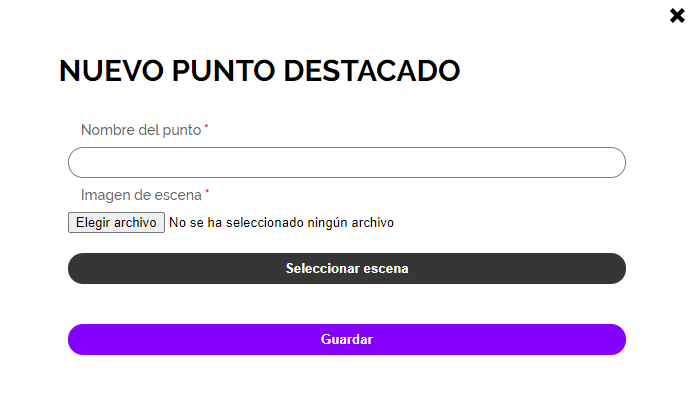 NUEVO PUNTO DESTACADO
Nombre del punto *
Imagen de escena *
Elegir archivo No se ha seleccionado ningún archivo
Seleccionar escena
Guardar